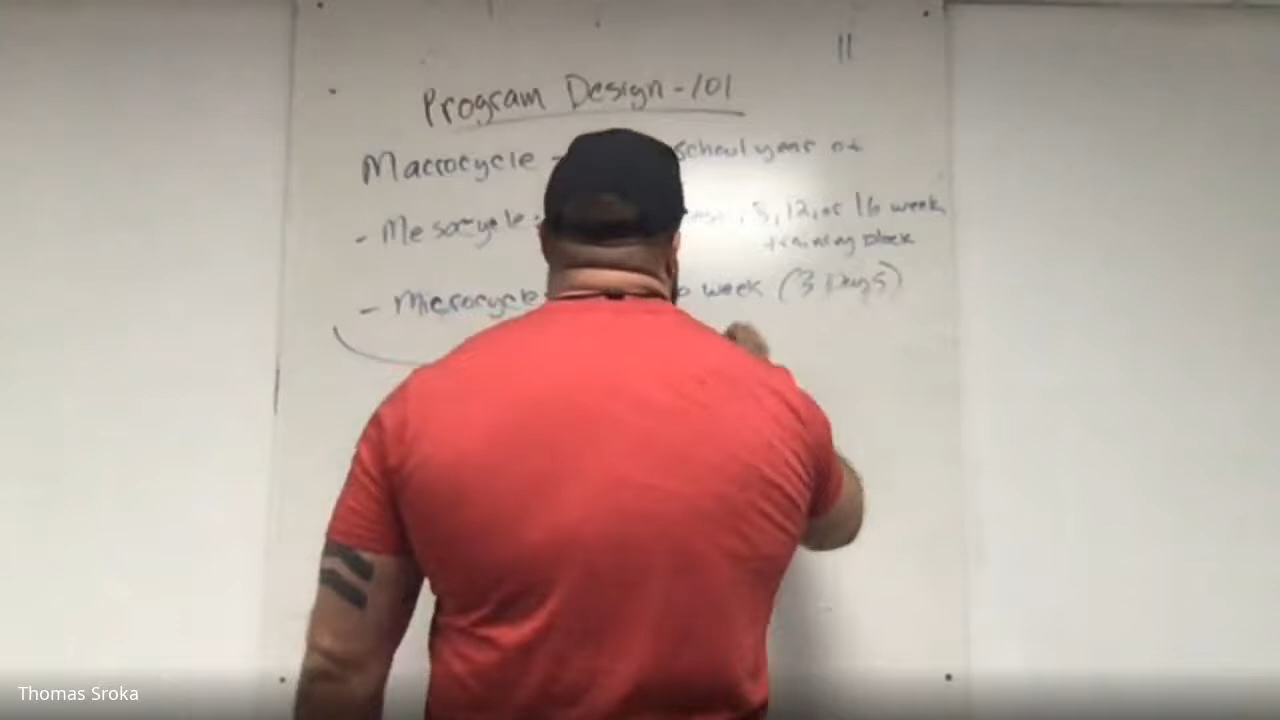 11
Program Design - 101
Macrocycle - school year of
- Mesocycle: , 8, 12, or 16 week
training block
- Microcycle week (3 Days)
Thomas Sroka